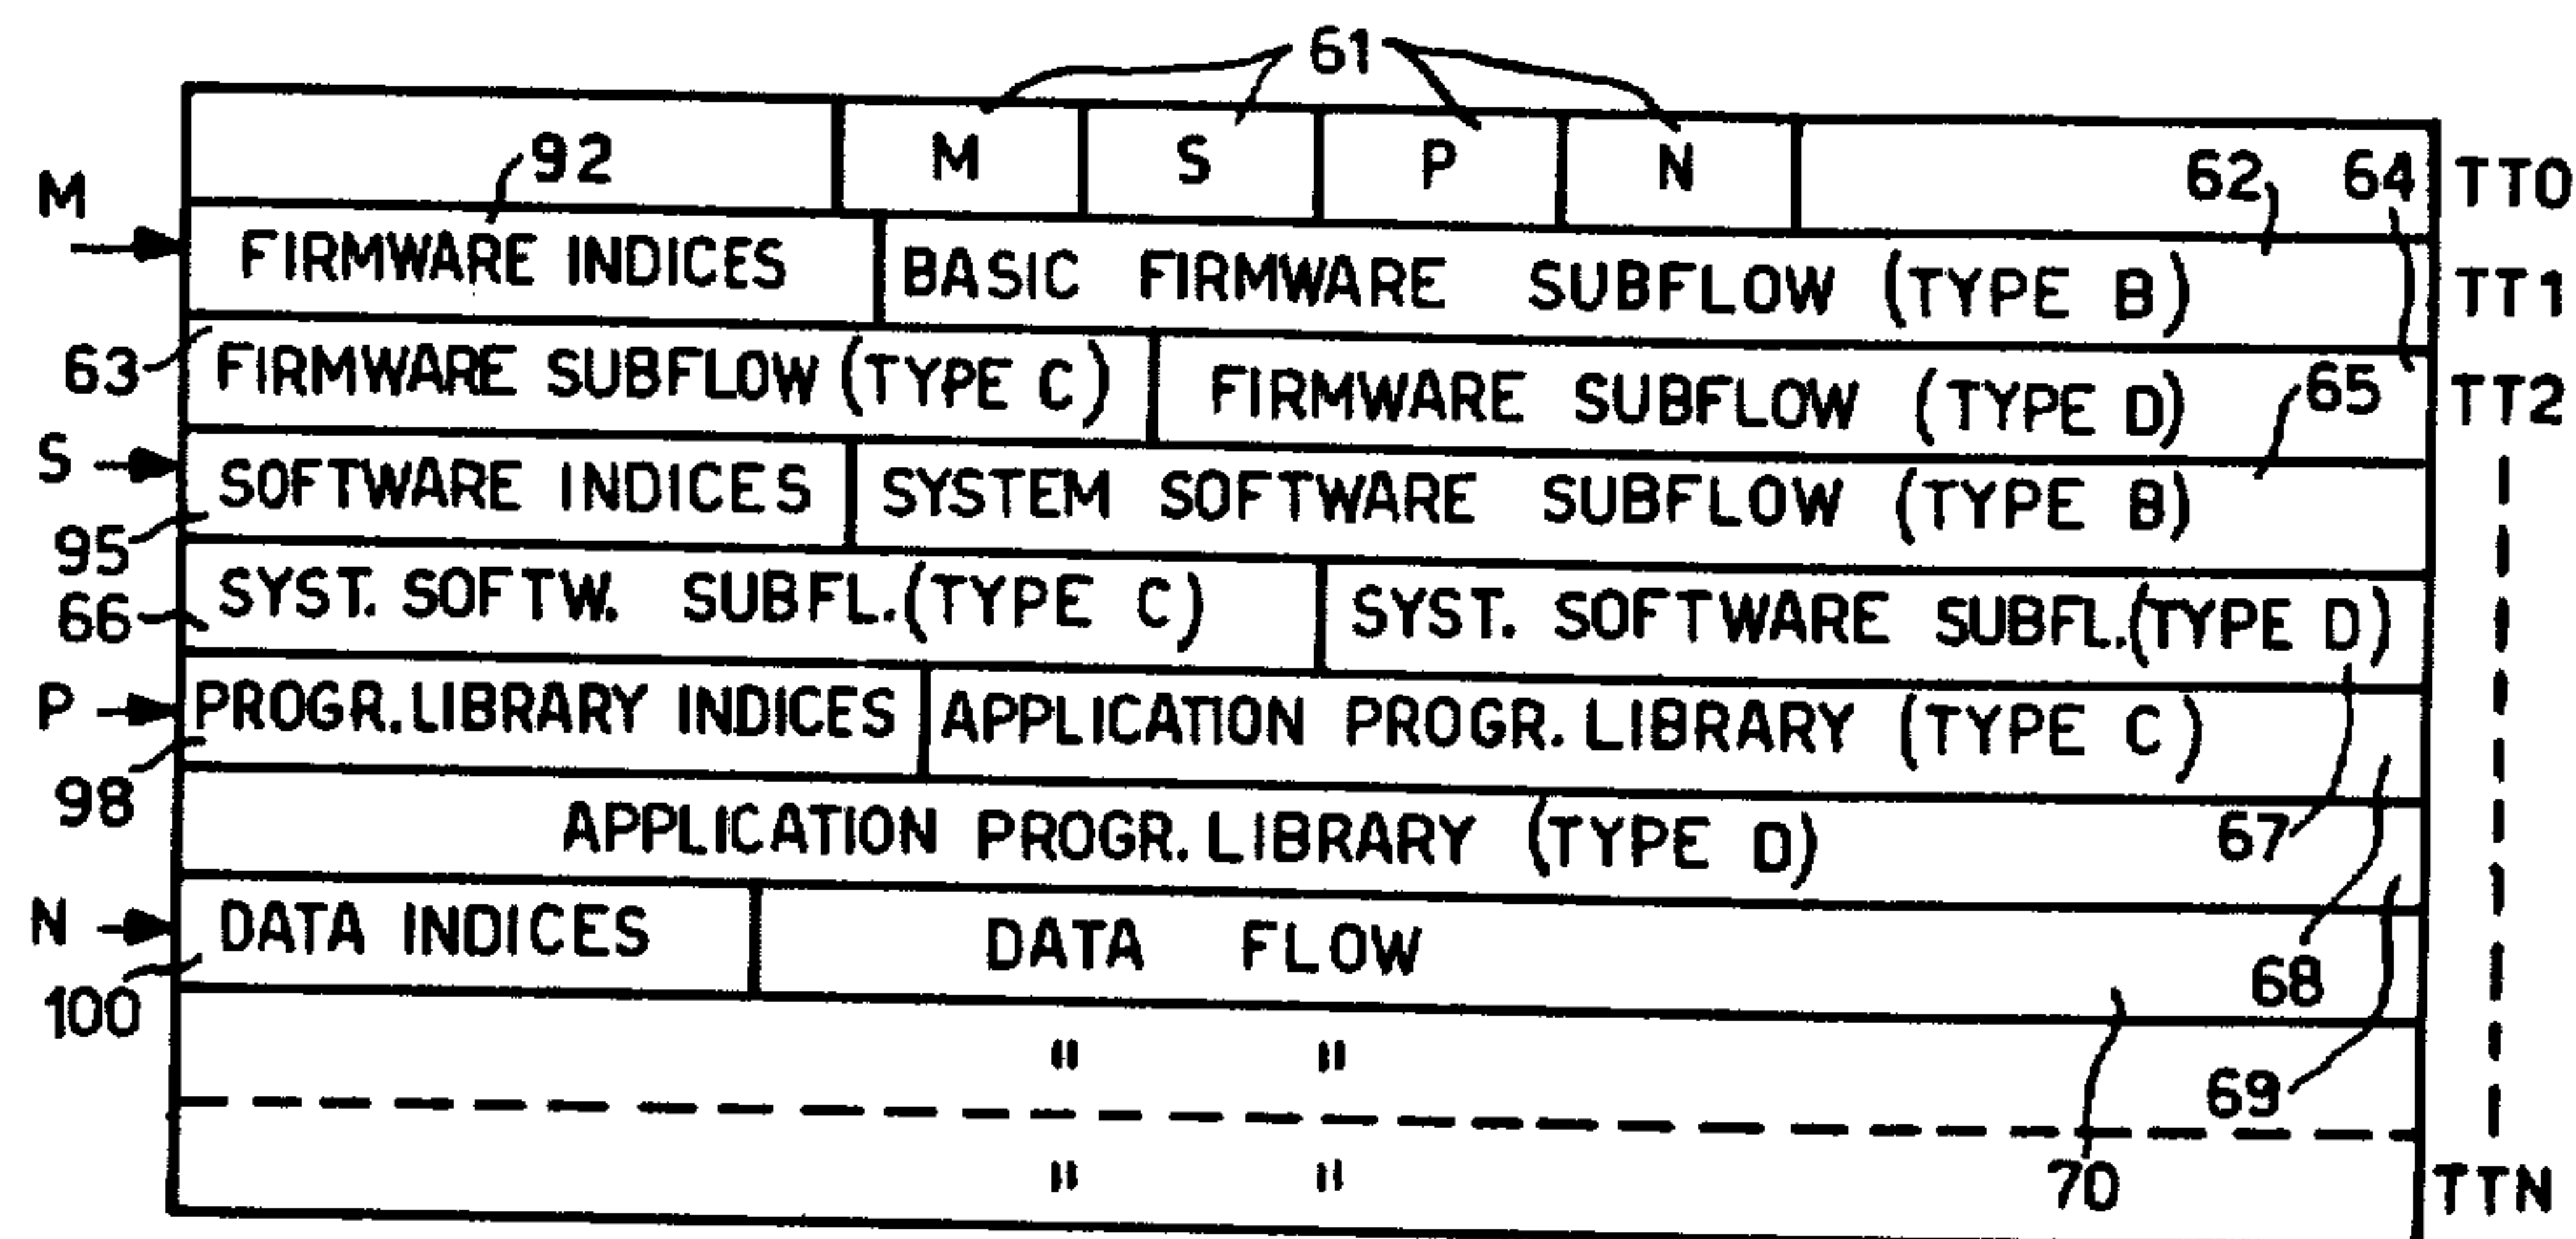 61
92 M S P N 62 64 TT0
M FIRMWARE INDICES BASIC FIRMWARE SUBFLOW (TYPE B) TT1
63 FIRMWARE SUBFLOW (TYPE C) FIRMWARE SUBFLOW (TYPE D) 65 TT2
S SOFTWARE INDICES SYSTEM SOFTWARE SUBFLOW (TYPE B)
95
66 SYST. SOFTW. SUBFL.(TYPE C) SYST. SOFTWARE SUBFL.(TYPE D)
P PROGR.LIBRARY INDICES APPLICATION PROGR.LIBRARY (TYPE C)
98 APPLICATION PROGR.LIBRARY (TYPE D) 67
N DATA INDICES DATA FLOW 68
100
" " 69
" " 70 TTN